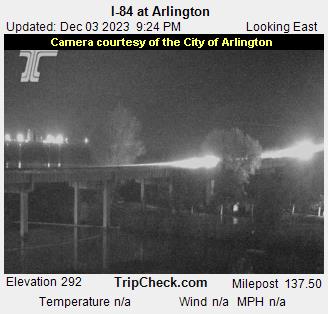 I-84 at Arlington
Updated: Dec 03 2023 9:24 PM Looking East
Camera courtesy of the City of Arlington
Elevation 292 TripCheck.com Milepost 137.50
Temperature n/a Wind n/a MPH n/a